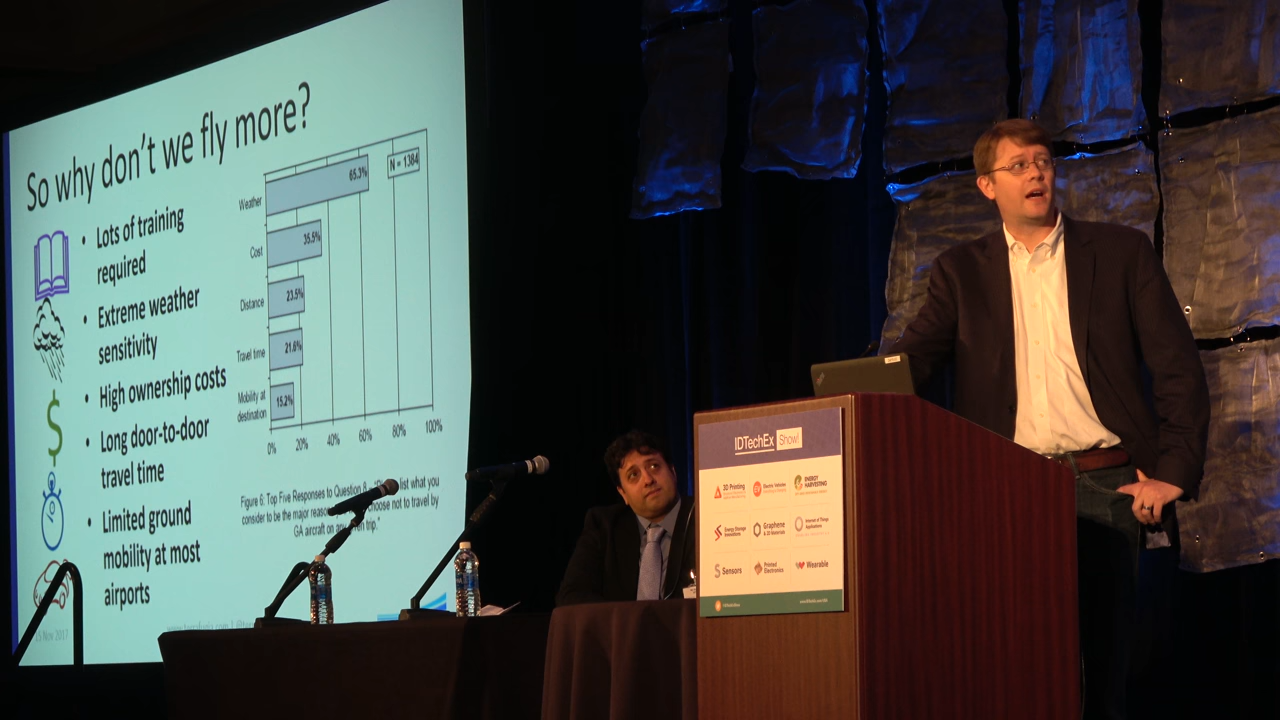 So why don't we fly more?
• Lots of training
required
• Extreme weather
sensitivity
• High ownership costs
• Long door-to-door
travel time
• Limited ground
mobility at most
airports
N = 1384
Weather
65.3%
Cost
35.5%
Distance
23.5%
Travel time
21.6%
Mobility at
destination
15.2%
0% 20% 40% 60% 80% 100%
Figure 6: Top Five Responses to Question 8 list what you
consider to be the major reaso choose not to travel by
GA aircraft on trip."
15 Nov 2017
IDTechEx Show!
3D Printing
Electric Vehicles
ENERGY
HARVESTING
Energy Storage
Innovations
Graphene
& 2D Materials
Internet of Things
Applications
Sensors
Printed
Electronics
Wearable